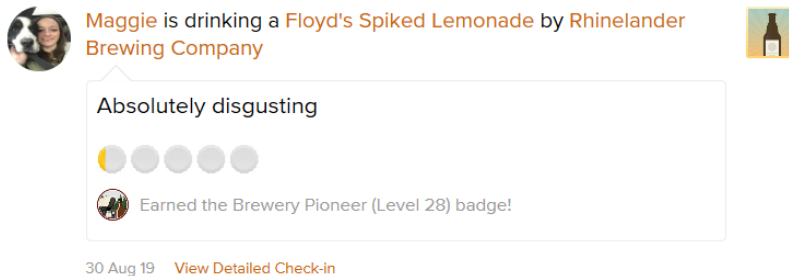 Maggie is drinking a Floyd's Spiked Lemonade by Rhinelander
Brewing Company
Absolutely disgusting
Earned the Brewery Pioneer (Level 28) badge!
30 Aug 19 View Detailed Check-in